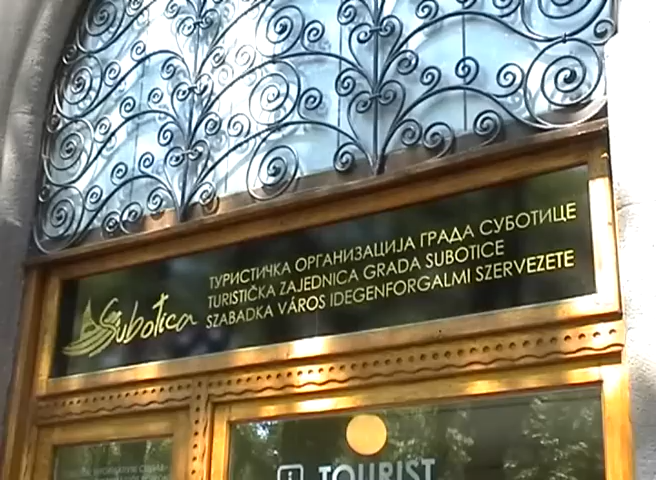 ТУРИСТИЧКА ОРГАНИЗАЦИЈА ГРАДА СУБОТИЦЕ
TURISTIČKA ZAJEDNICA GRADA SUBOTICE
SZABADKA VÁROS IDEGENFORGALMI SZERVEZETE
Subotica
i TOURIST